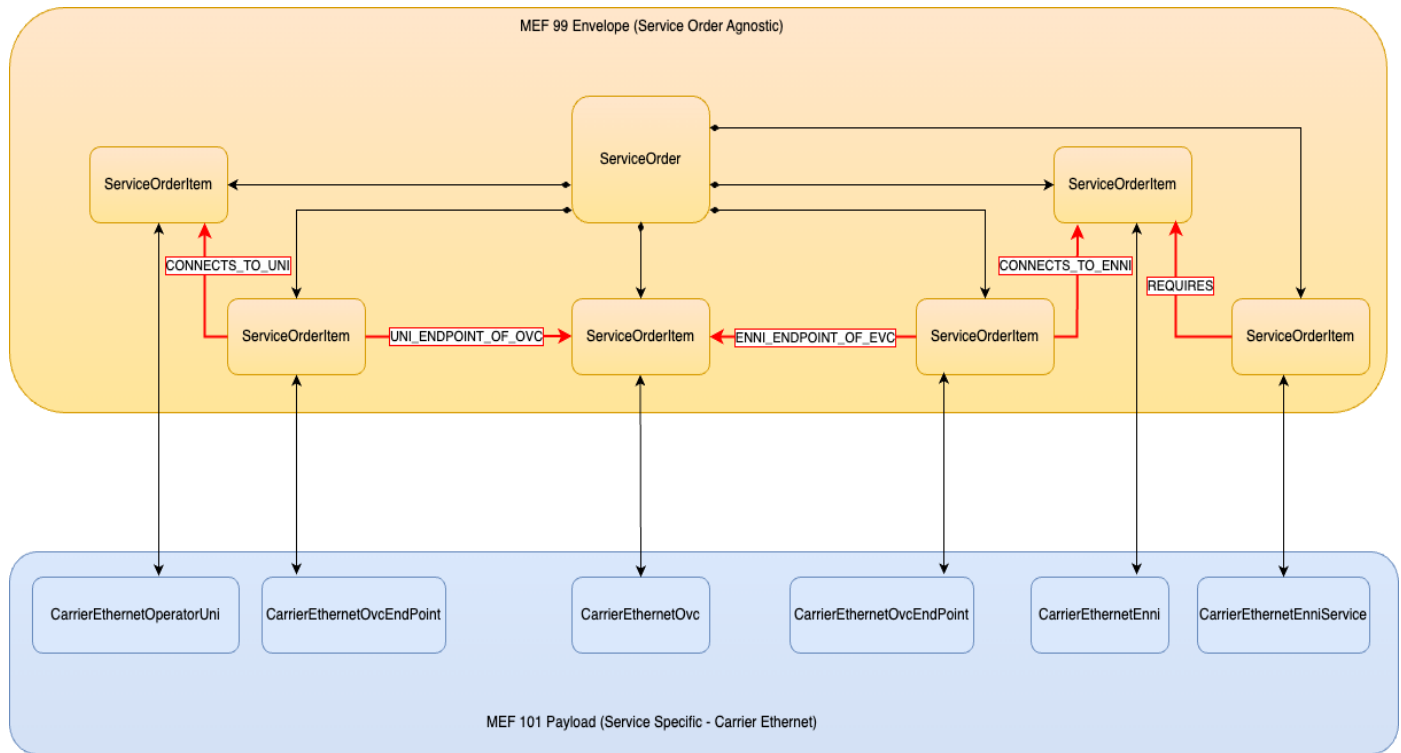 MEF 99 Envelope (Service Order Agnostic)
ServiceOrder
ServiceOrderItem
ServiceOrderItem
CONNECTS_TO_UNI
CONNECTS_TO_ENNI
REQUIRES
ServiceOrderItem
UNI_ENDPOINT_OF_OVC
ServiceOrderItem
ENNI_ENDPOINT_OF_EVC
ServiceOrderItem
ServiceOrderItem
CarrierEthernetOperatorUni
CarrierEthernetOvcEndPoint
CarrierEthernetOvc
CarrierEthernetOvcEndPoint
CarrierEthernetEnni
CarrierEthernetEnniService
MEF 101 Payload (Service Specific - Carrier Ethernet)